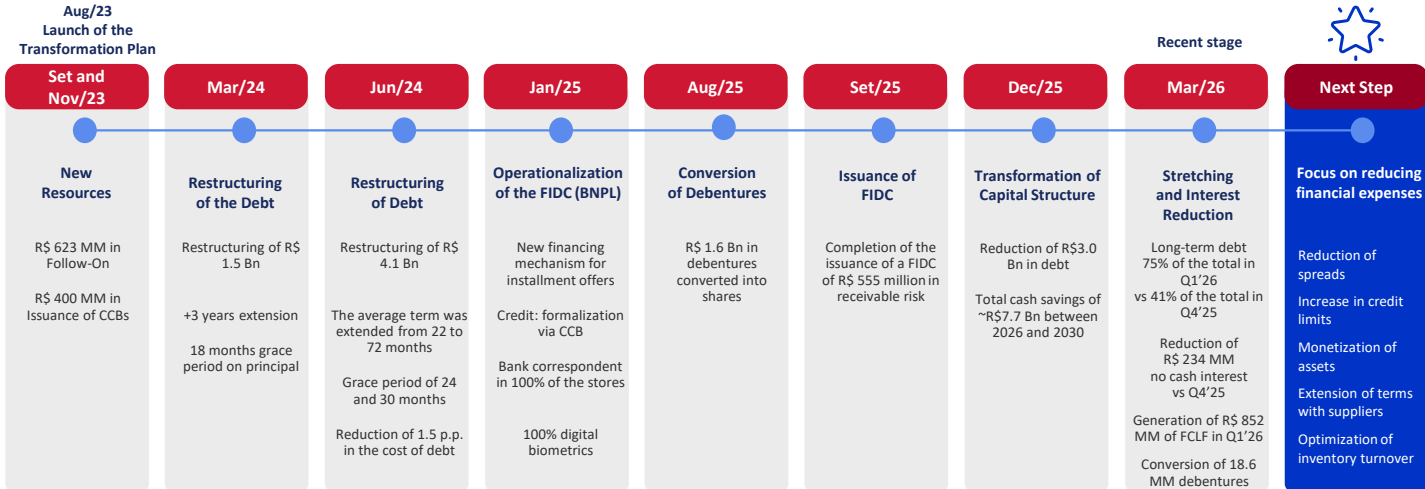 Aug/23
Launch of the
Transformation Plan
Recent stage
Set and
Nov/23
Mar/24
Jun/24
Jan/25
Aug/25
Set/25
Dec/25
Mar/26
Next Step
New
Resources
R$ 623 MM in
Follow-On
R$ 400 MM in
Issuance of CCBs
Restructuring
of the Debt
Restructuring of R$
1.5 Bn
+3 years extension
18 months grace
period on principal
Restructuring
of Debt
Restructuring of R$
4.1 Bn
The average term was
extended from 22 to
72 months
Grace period of 24
and 30 months
Reduction of 1.5 p.p.
in the cost of debt
Operationalization
of the FIDC (BNPL)
New financing
mechanism for
installment offers
Credit: formalization
via CCB
Bank correspondent
in 100% of the stores
100% digital
biometrics
Conversion
of Debentures
R$ 1.6 Bn in
debentures
converted into
shares
Issuance of
FIDC
Completion of the
issuance of a FIDC
of R$ 555 million in
receivable risk
Transformation of
Capital Structure
Reduction of R$3.0
Bn in debt
Total cash savings of
~R$7.7 Bn between
2026 and 2030
Stretching
and Interest
Reduction
Long-term debt
75% of the total in
Q1'26
vs 41% of the total in
Q4'25
Reduction of
R$ 234 MM
no cash interest
vs Q4'25
Generation of R$ 852
MM of FCLF in Q1'26
Conversion of 18.6
MM debentures
Focus on reducing
financial expenses
Reduction of
spreads
Increase in credit
limits
Monetization of
assets
Extension of terms
with suppliers
Optimization of
inventory turnover